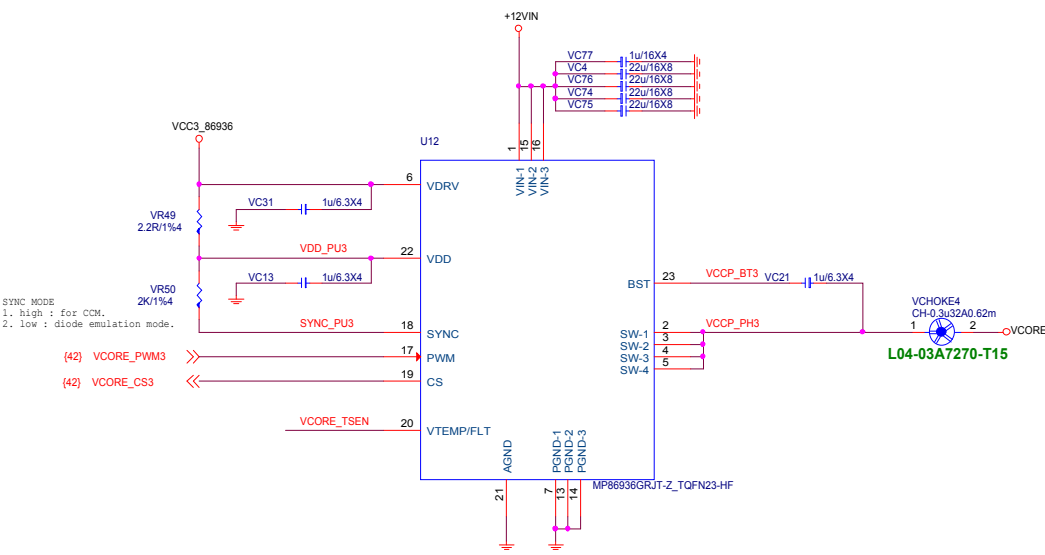 +12VIN
VC77 1u/16X4
VC4 22u/16X8
VC76 22u/16X8
VC74 22u/16X8
VC75 22u/16X8
VCC3_86936
U12
1
15
16
VIN-1
VIN-2
VIN-3
6 VDRV
VC31 1u/6.3X4
VR49
2.2R/1%4
VDD_PU3 22 VDD
VC13 1u/6.3X4
VR50
2K/1%4
SYNC MODE
1. high : for CCM.
2. low : diode emulation mode.
SYNC_PU3 18 SYNC
{42} VCORE_PWM3 17 PWM
{42} VCORE_CS3 19 CS
VCORE_TSEN 20 VTEMP/FLT
BST 23 VCCP_BT3 VC21 1u/6.3X4
SW-1 2 VCCP_PH3
SW-2 3
SW-3 4
SW-4 5
VCHOKE4
CH-0.3u32A0.62m
1 2 VCORE
L04-03A7270-T15
AGND
PGND-1
PGND-2
PGND-3
21
7
13
14
MP86936GRJT-Z_TQFN23-HF